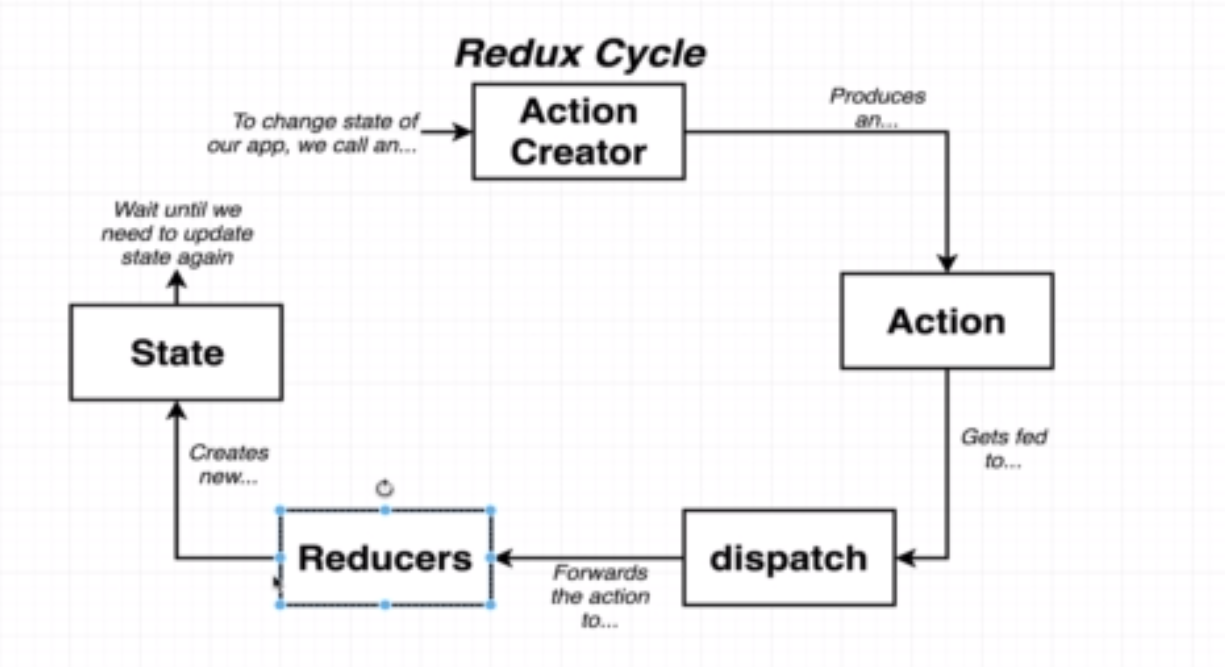 Redux Cycle
To change state of
our app, we call an...
Action
Creator
Produces
an...
Action
Gets fed
to...
dispatch
Forwards
the action
to...
Reducers
Creates
new...
State
Wait until we
need to update
state again